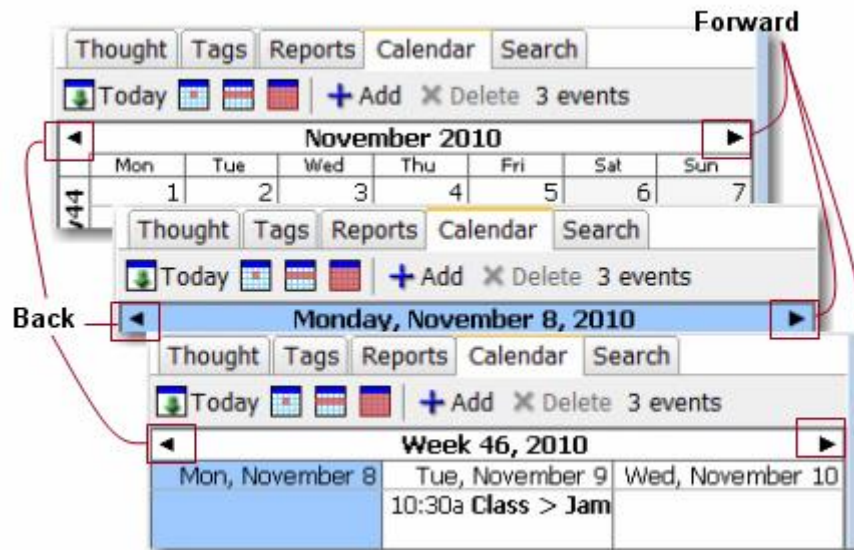 Forward
Thought Tags Reports Calendar Search
Today Add Delete 3 events
November 2010
Mon Tue Wed Thu Fri Sat Sun
1 2 3 4 5 6 7
Thought Tags Reports Calendar Search
Today Add Delete 3 events
Back
Monday, November 8, 2010
Thought Tags Reports Calendar Search
Today Add Delete 3 events
Week 46, 2010
Mon, November 8 Tue, November 9 Wed, November 10
10:30a Class > Jam